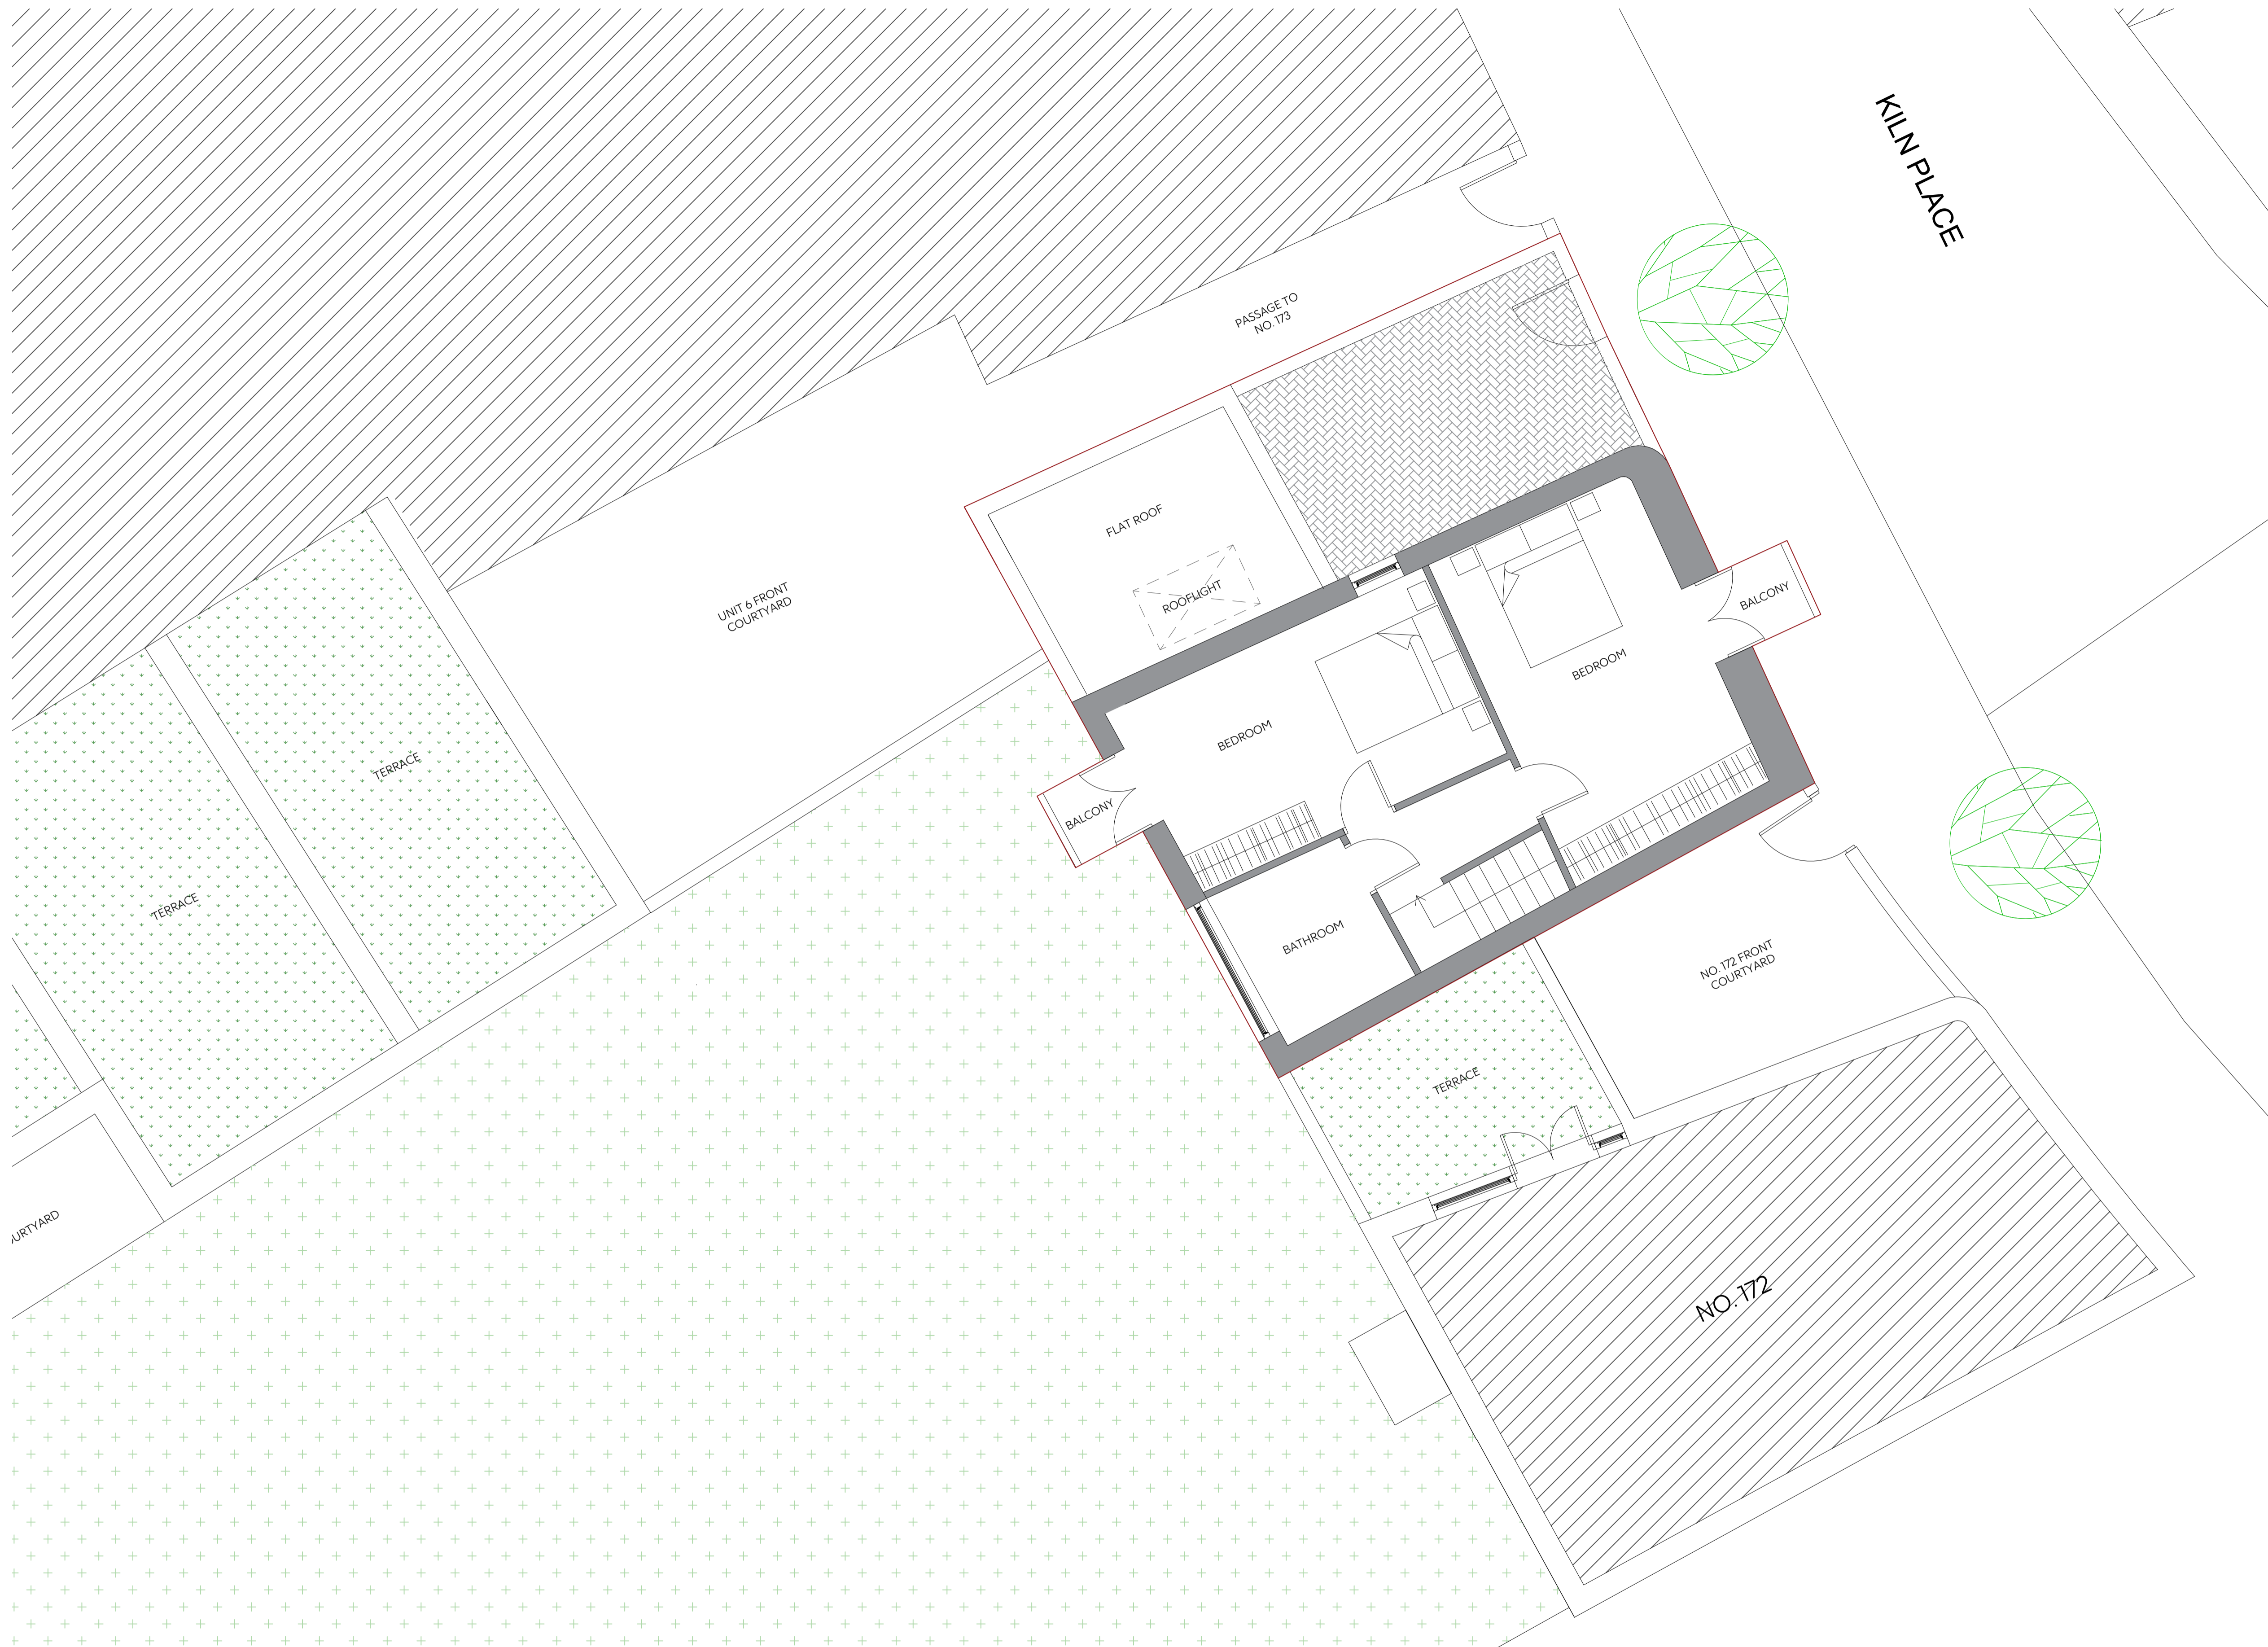 KILN PLACE
PASSAGE TO
NO. 173
FLAT ROOF
ROOFLIGHT
UNIT 6 FRONT
COURTYARD
BALCONY
BEDROOM
BEDROOM
TERRACE
BALCONY
TERRACE
BATHROOM
NO. 172 FRONT
COURTYARD
TERRACE
URTYARD
NO. 172